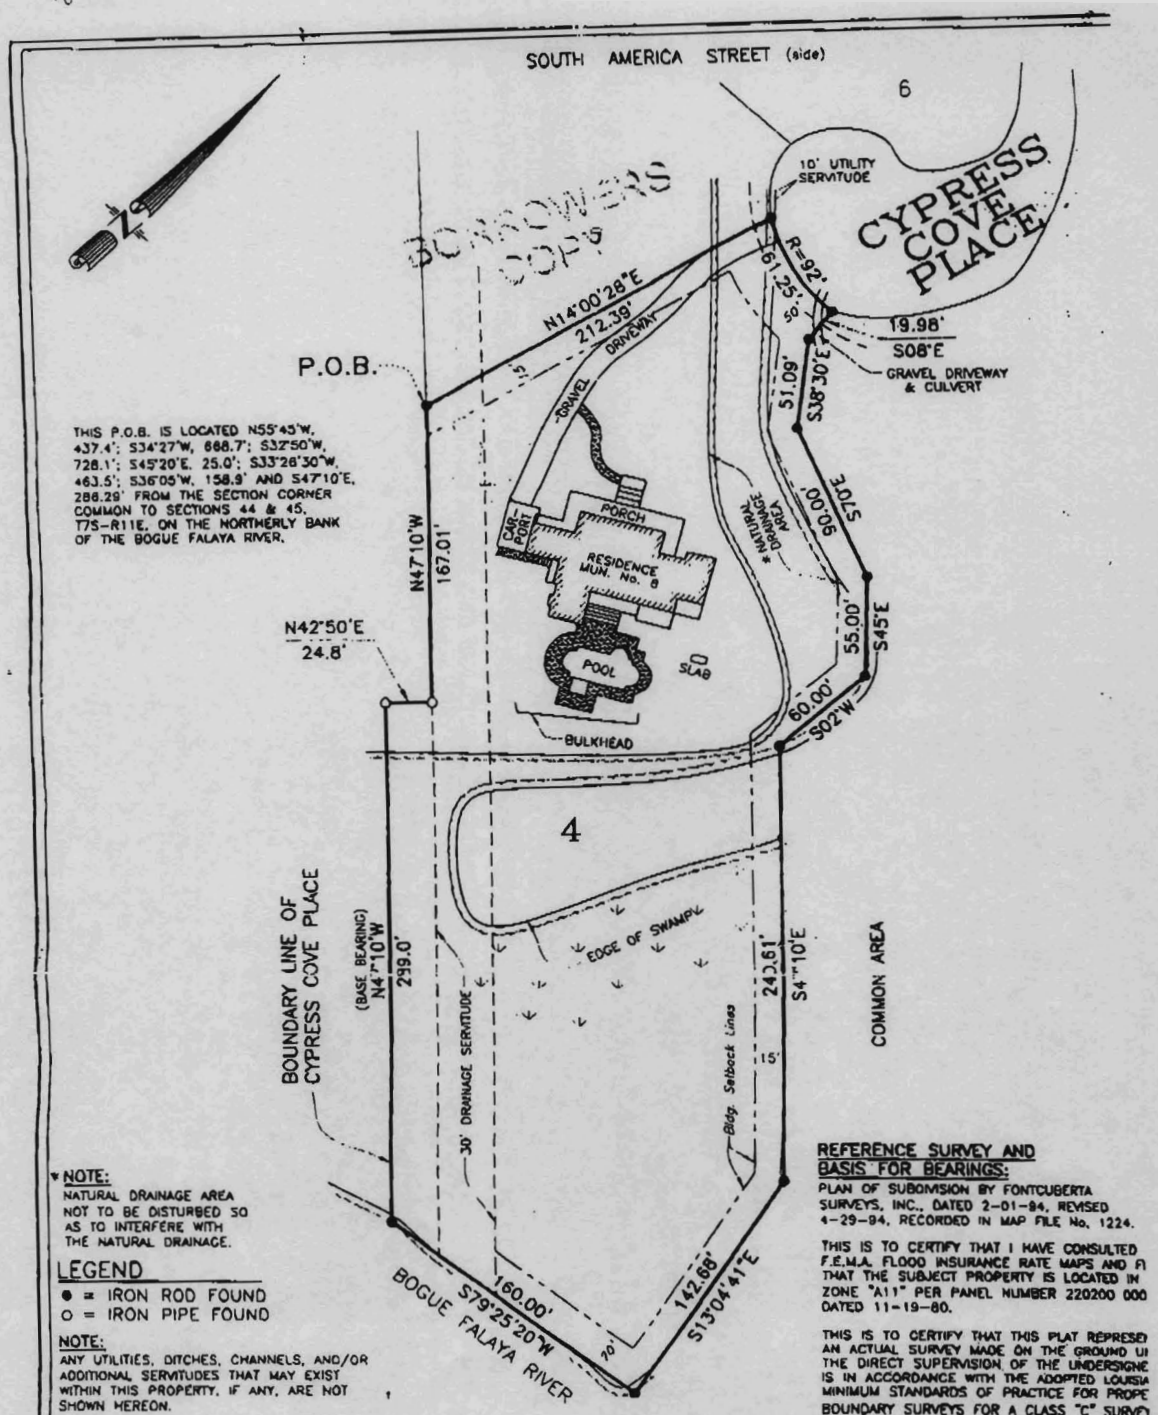 SOUTH AMERICA STREET (side)
6
10' UTILITY
SERVITUDE
CYPRESS
COVE
PLACE
BORROWERS
COPY
R=92'
61.25'
50'
19.98'
S08°E
GRAVEL DRIVEWAY
& CULVERT
N14°00'28"E
212.39'
15'
GRAVEL
DRIVEWAY
P.O.B.
51.09'
S38°30'E
THIS P.O.B. IS LOCATED N55°45'W,
437.4'; S34°27'W, 668.7'; S32°50'W,
728.1'; S45°20'E, 25.0'; S33°26'30"W,
463.5'; S36°05'W, 158.9' AND S47°10'E,
286.29' FROM THE SECTION CORNER
COMMON TO SECTIONS 44 & 45,
T7S-R11E, ON THE NORTHERLY BANK
OF THE BOGUE FALAYA RIVER.
CAR-
PORT
PORCH
RESIDENCE
MUN. No. 8
* NATURAL
DRAINAGE
AREA
S70°E
90.00'
N47°10'W
167.01'
N42°50'E
24.8'
POOL
SLAB
55.00'
S45°E
60.00'
S02°W
BULKHEAD
4
EDGE OF SWAMP
BOUNDARY LINE OF
CYPRESS COVE PLACE
(BASE BEARING)
N47°10'W
299.0'
30' DRAINAGE SERVITUDE
Bldg. Setback Lines
15'
240.61'
S47°10'E
COMMON AREA
142.68'
S13°04'41"E
20'
160.00'
S79°25'20"W
BOGUE FALAYA RIVER
* NOTE:
NATURAL DRAINAGE AREA
NOT TO BE DISTURBED SO
AS TO INTERFERE WITH
THE NATURAL DRAINAGE.
LEGEND
● = IRON ROD FOUND
○ = IRON PIPE FOUND
NOTE:
ANY UTILITIES, DITCHES, CHANNELS, AND/OR
ADDITIONAL SERVITUDES THAT MAY EXIST
WITHIN THIS PROPERTY, IF ANY, ARE NOT
SHOWN HEREON.
REFERENCE SURVEY AND
BASIS FOR BEARINGS:
PLAN OF SUBDIVISION BY FONTCUBERTA
SURVEYS, INC., DATED 2-01-94, REVISED
4-29-94, RECORDED IN MAP FILE No. 1224.
THIS IS TO CERTIFY THAT I HAVE CONSULTED
F.E.M.A. FLOOD INSURANCE RATE MAPS AND
THAT THE SUBJECT PROPERTY IS LOCATED IN
ZONE "A11" PER PANEL NUMBER 220200 000
DATED 11-19-80.
THIS IS TO CERTIFY THAT THIS PLAT REPRESE
AN ACTUAL SURVEY MADE ON THE GROUND U
THE DIRECT SUPERVISION OF THE UNDERSIGNE
IS IN ACCORDANCE WITH THE ADOPTED LOUISIA
MINIMUM STANDARDS OF PRACTICE FOR PROPE
BOUNDARY SURVEYS FOR A CLASS "C" SURVE